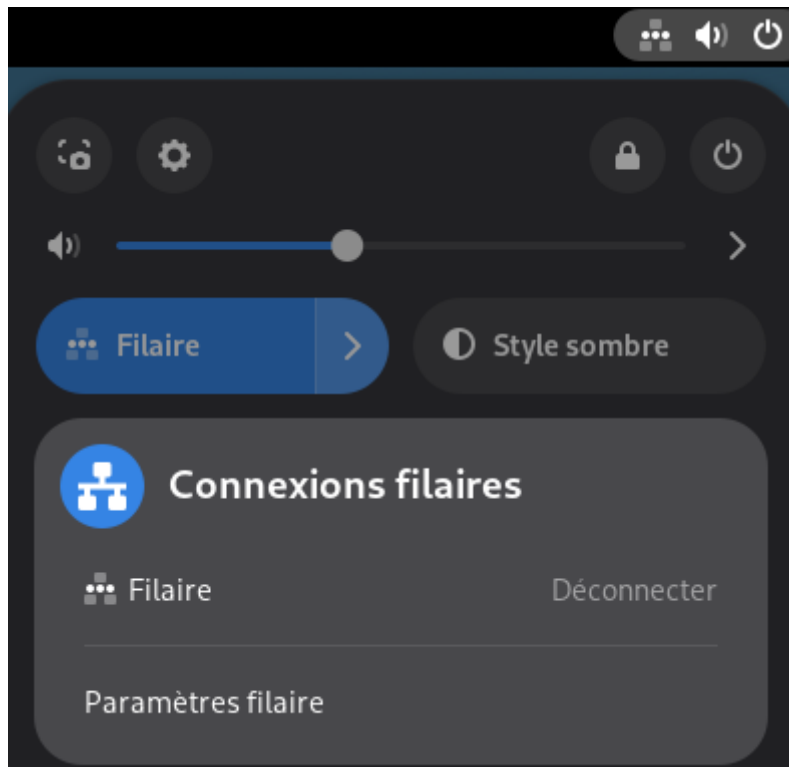 Filaire
Style sombre
Connexions filaires
Filaire
Déconnecter
Paramètres filaire